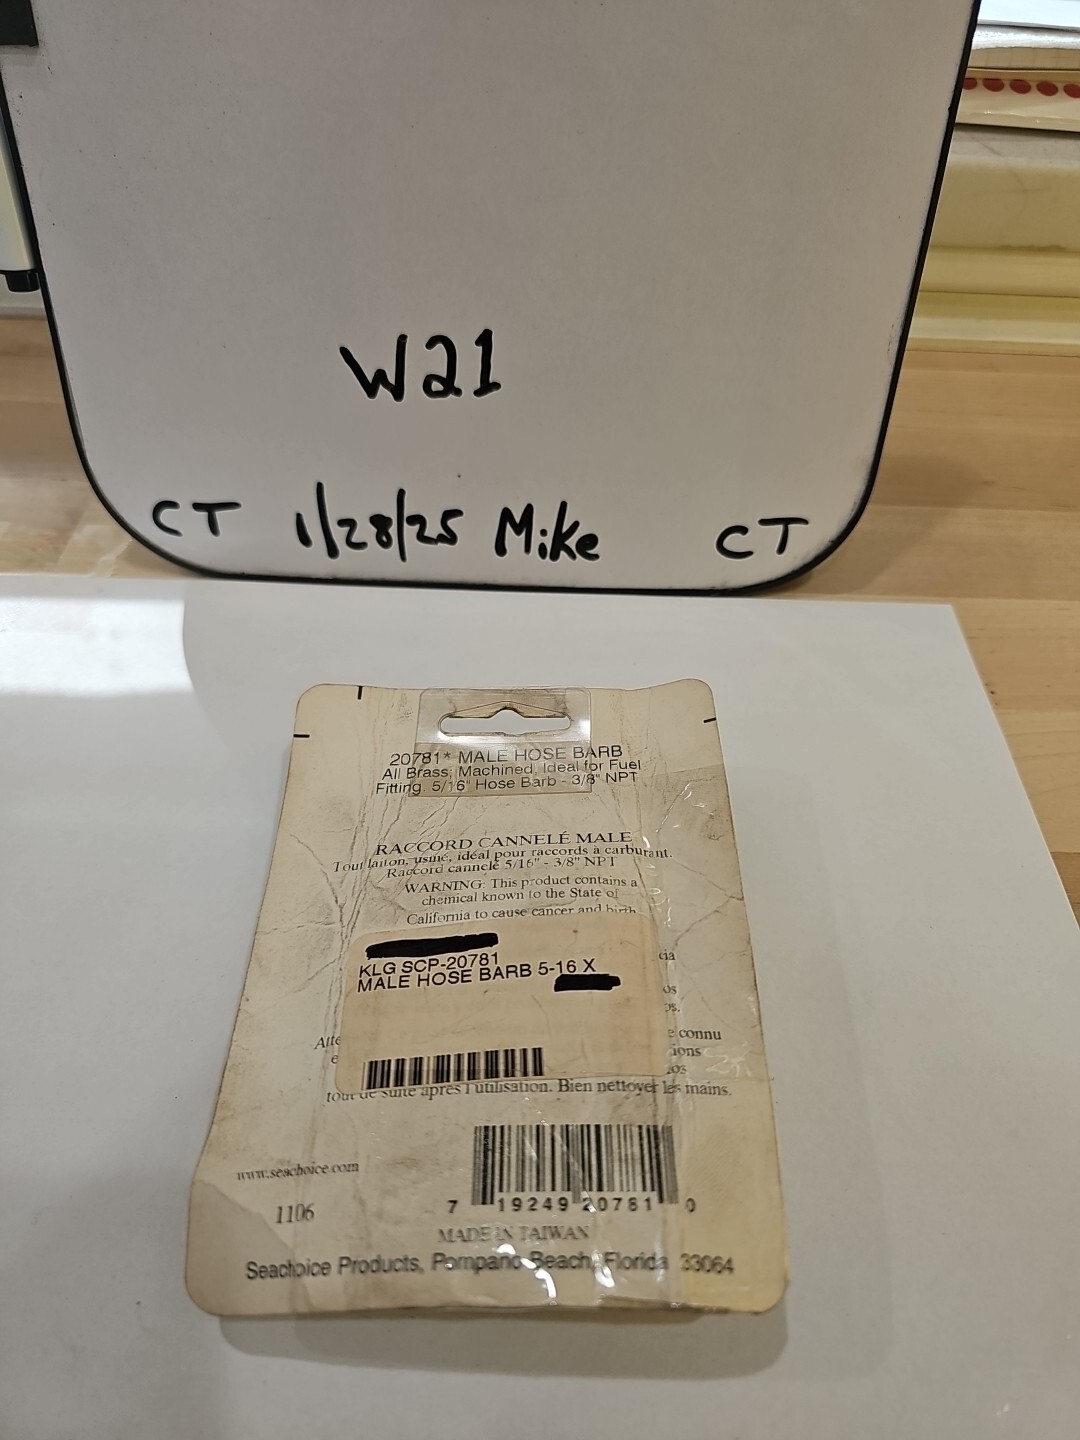 W21
CT 1/28/25 Mike CT
20781* MALE HOSE BARB
All Brass, Machined, Ideal for Fuel
Fitting. 5/16" Hose Barb - 3/8" NPT
RACCORD CANNELÉ MALE
Tout laiton, usiné, idéal pour raccords à carburant.
Raccord cannelé 5/16" - 3/8" NPT
WARNING: This product contains a
chemical known to the State of
California to cause cancer and birth
KLG SCP-20781
MALE HOSE BARB 5-16 X
connu
tout de suite après l'utilisation. Bien nettoyer les mains.
www.seachoice.com
1106
7 19249 20781 0
MADE IN TAIWAN
Seachoice Products, Pompano Beach, Florida 33064